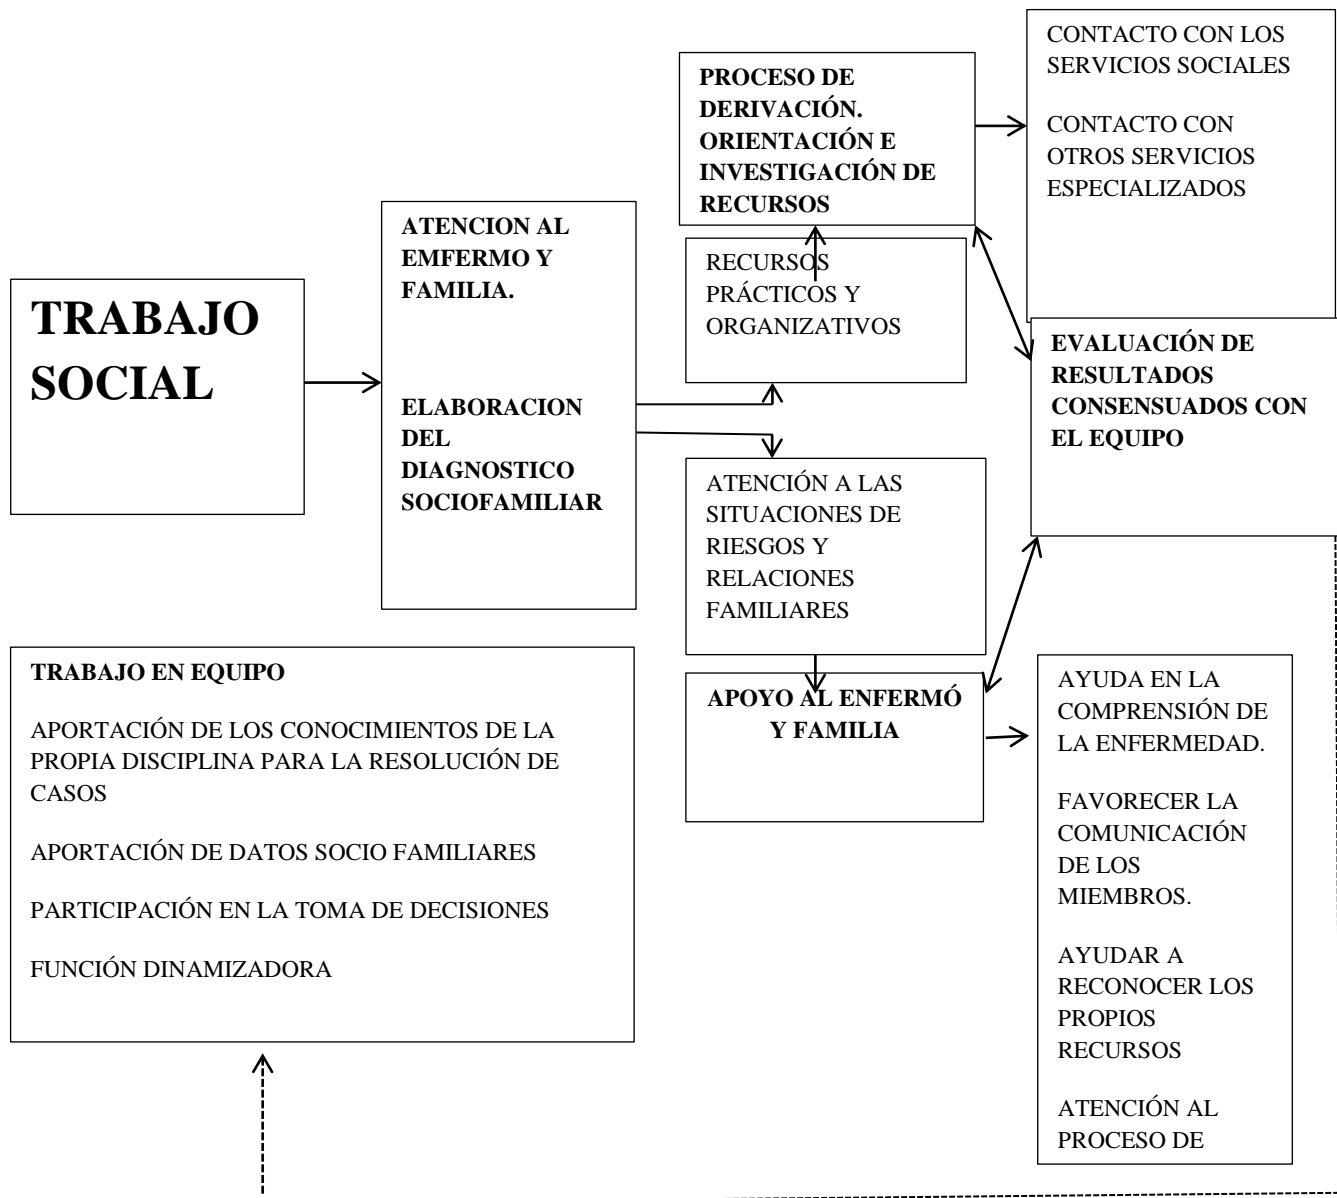 TRABAJO
SOCIAL
ATENCION AL
EMFERMO Y
FAMILIA.
ELABORACION
DEL
DIAGNOSTICO
SOCIOFAMILIAR
PROCESO DE
DERIVACIÓN.
ORIENTACIÓN E
INVESTIGACIÓN DE
RECURSOS
RECURSOS
PRÁCTICOS Y
ORGANIZATIVOS
CONTACTO CON LOS
SERVICIOS SOCIALES
CONTACTO CON
OTROS SERVICIOS
ESPECIALIZADOS
EVALUACIÓN DE
RESULTADOS
CONSENSUADOS CON
EL EQUIPO
ATENCIÓN A LAS
SITUACIONES DE
RIESGOS Y
RELACIONES
FAMILIARES
APOYO AL ENFERMÓ
Y FAMILIA
AYUDA EN LA
COMPRENSIÓN DE
LA ENFERMEDAD.
FAVORECER LA
COMUNICACIÓN
DE LOS
MIEMBROS.
AYUDAR A
RECONOCER LOS
PROPIOS
RECURSOS
ATENCIÓN AL
PROCESO DE
TRABAJO EN EQUIPO
APORTACIÓN DE LOS CONOCIMIENTOS DE LA
PROPIA DISCIPLINA PARA LA RESOLUCIÓN DE
CASOS
APORTACIÓN DE DATOS SOCIO FAMILIARES
PARTICIPACIÓN EN LA TOMA DE DECISIONES
FUNCIÓN DINAMIZADORA